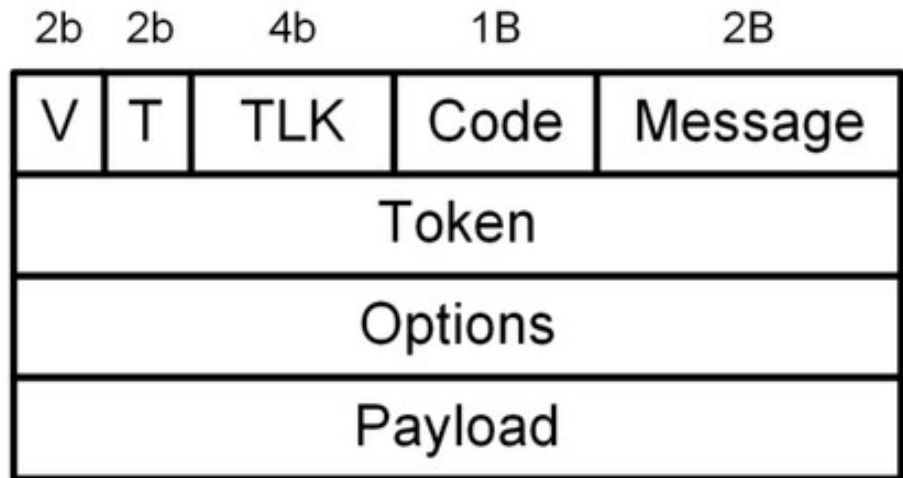 2b 2b 4b 1B 2B
V T TLK Code Message
Token
Options
Payload